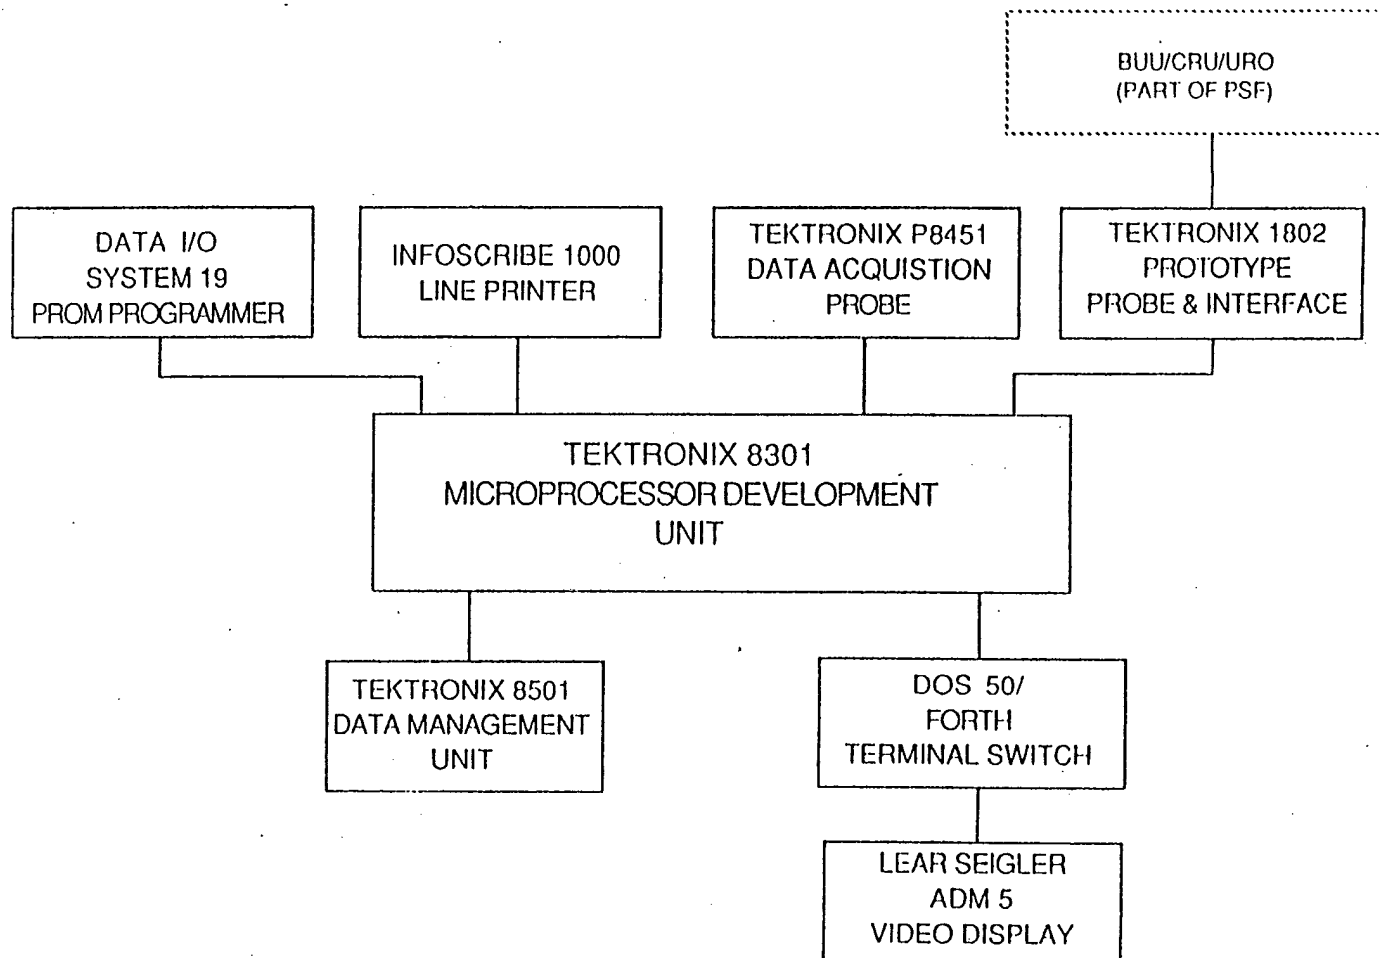 BUU/CRU/URO
(PART OF PSF)
DATA I/O
SYSTEM 19
PROM PROGRAMMER
INFOSCRIBE 1000
LINE PRINTER
TEKTRONIX P8451
DATA ACQUISTION
PROBE
TEKTRONIX 1802
PROTOTYPE
PROBE & INTERFACE
TEKTRONIX 8301
MICROPROCESSOR DEVELOPMENT
UNIT
TEKTRONIX 8501
DATA MANAGEMENT
UNIT
DOS 50/
FORTH
TERMINAL SWITCH
LEAR SEIGLER
ADM 5
VIDEO DISPLAY